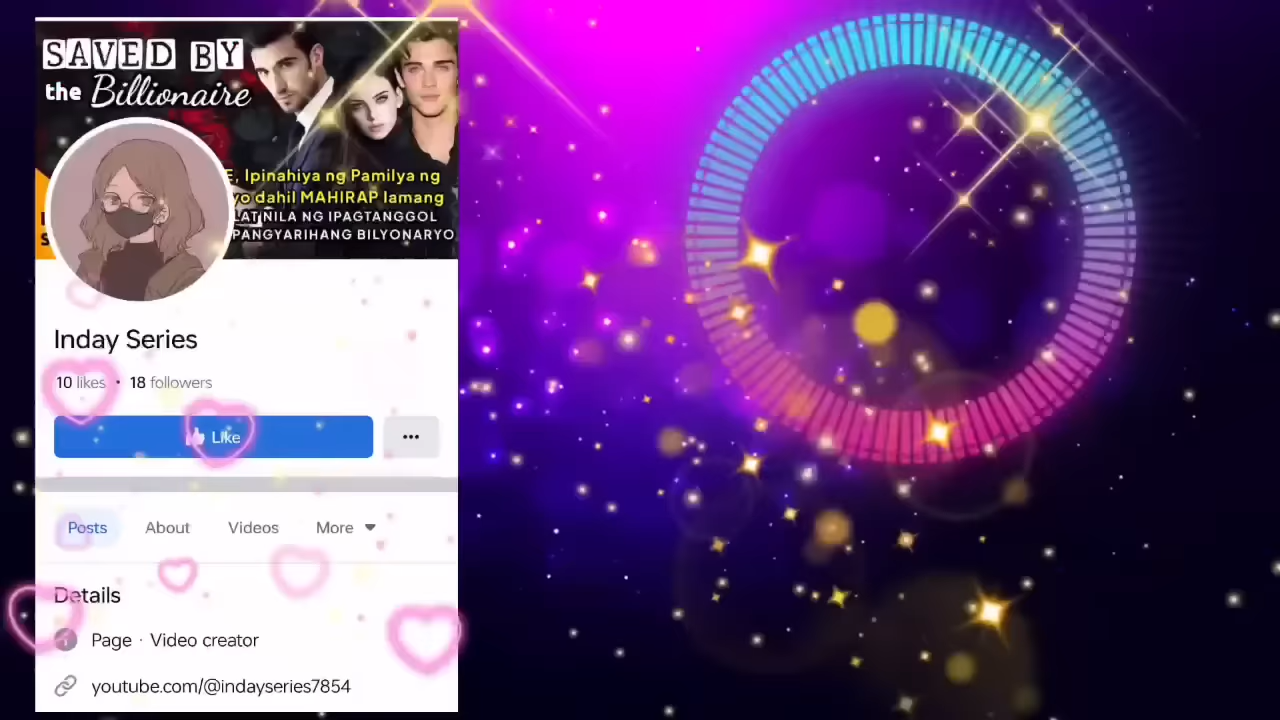 SAVED BY
the Billionaire
E, Ipinahiya ng Pamilya ng
yo dahil MAHIRAP lamang
LAT NILA NG IPAGTANGGOL
PANGYARIHANG BILYONARYO
Inday Series
10 likes • 18 followers
Like
Posts About Videos More
Details
Page · Video creator
youtube.com/@indayseries7854